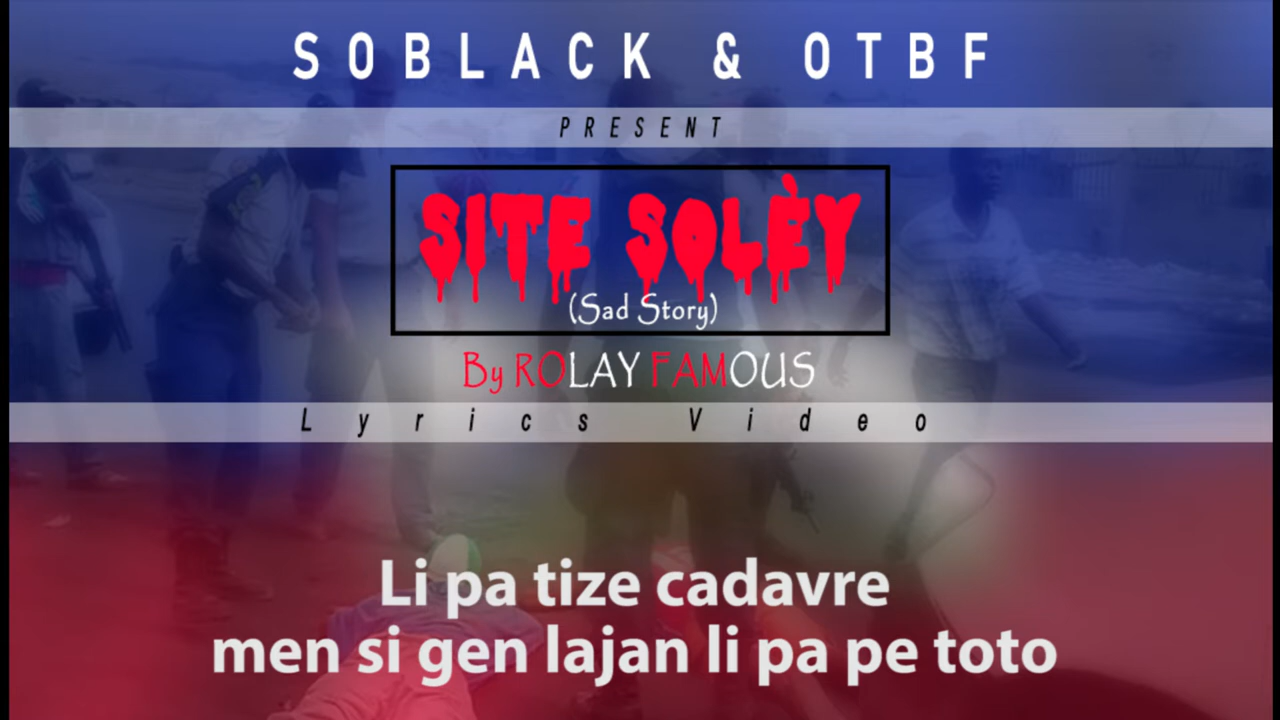 SOBLACK & OTBF
PRESENT
SITE SOLÈY
(Sad Story)
By ROLAY FAMOUS
Lyrics Video
Li pa tize cadavre
men si gen lajan li pa pe toto